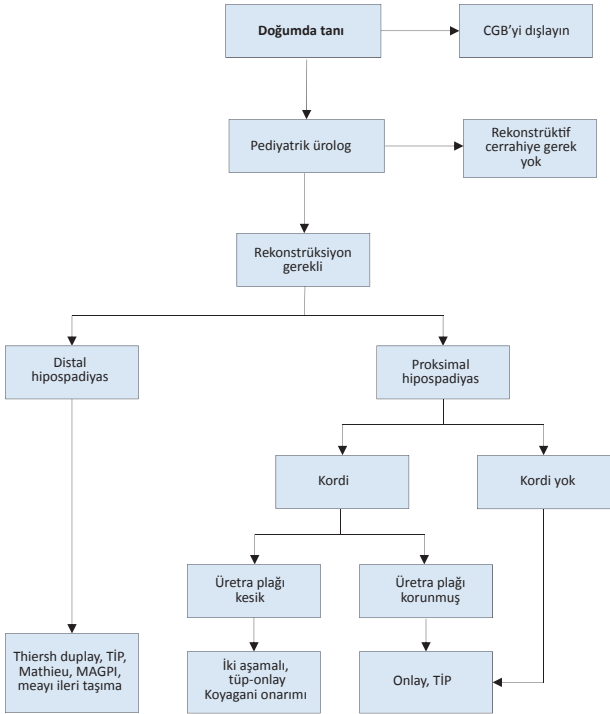 Doğumda tanı
CGB'yi dışlayın
Pediyatrik ürolog
Rekonstrüktif
cerrahiye gerek
yok
Rekonstrüksiyon
gerekli
Distal
hipospadiyas
Proksimal
hipospadiyas
Kordi
Kordi yok
Üretra plağı
kesik
Üretra plağı
korunmuş
Thiersh duplay, TİP,
Mathieu, MAGPI,
meayı ileri taşıma
İki aşamalı,
tüp-onlay
Koyagani onarımı
Onlay, TİP